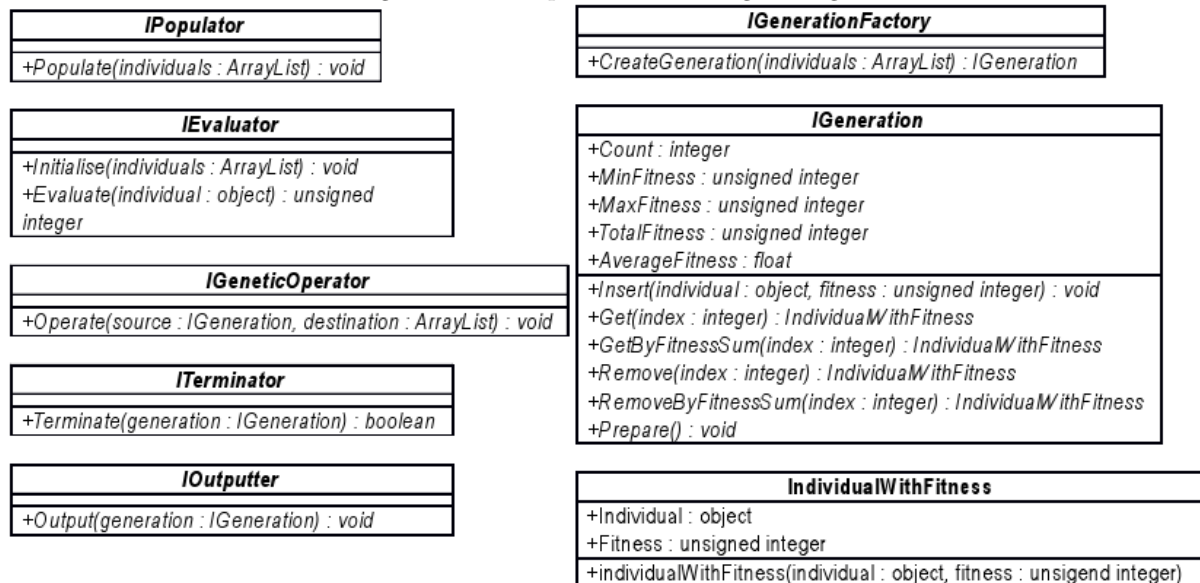 IPopulator
+Populate(individuals : ArrayList) : void
IEvaluator
+Initialise(individuals : ArrayList) : void
+Evaluate(individual : object) : unsigned
integer
IGeneticOperator
+Operate(source : IGeneration, destination : ArrayList) : void
ITerminator
+Terminate(generation : IGeneration) : boolean
IOutputter
+Output(generation : IGeneration) : void
IGenerationFactory
+CreateGeneration(individuals : ArrayList) : IGeneration
IGeneration
+Count : integer
+MinFitness : unsigned integer
+MaxFitness : unsigned integer
+TotalFitness : unsigned integer
+AverageFitness : float
+Insert(individual : object, fitness : unsigned integer) : void
+Get(index : integer) : IndividualWithFitness
+GetByFitnessSum(index : integer) : IndividualWithFitness
+Remove(index : integer) : IndividualWithFitness
+RemoveByFitnessSum(index : integer) : IndividualWithFitness
+Prepare() : void
IndividualWithFitness
+Individual : object
+Fitness : unsigned integer
+individualWithFitness(individual : object, fitness : unsigend integer)